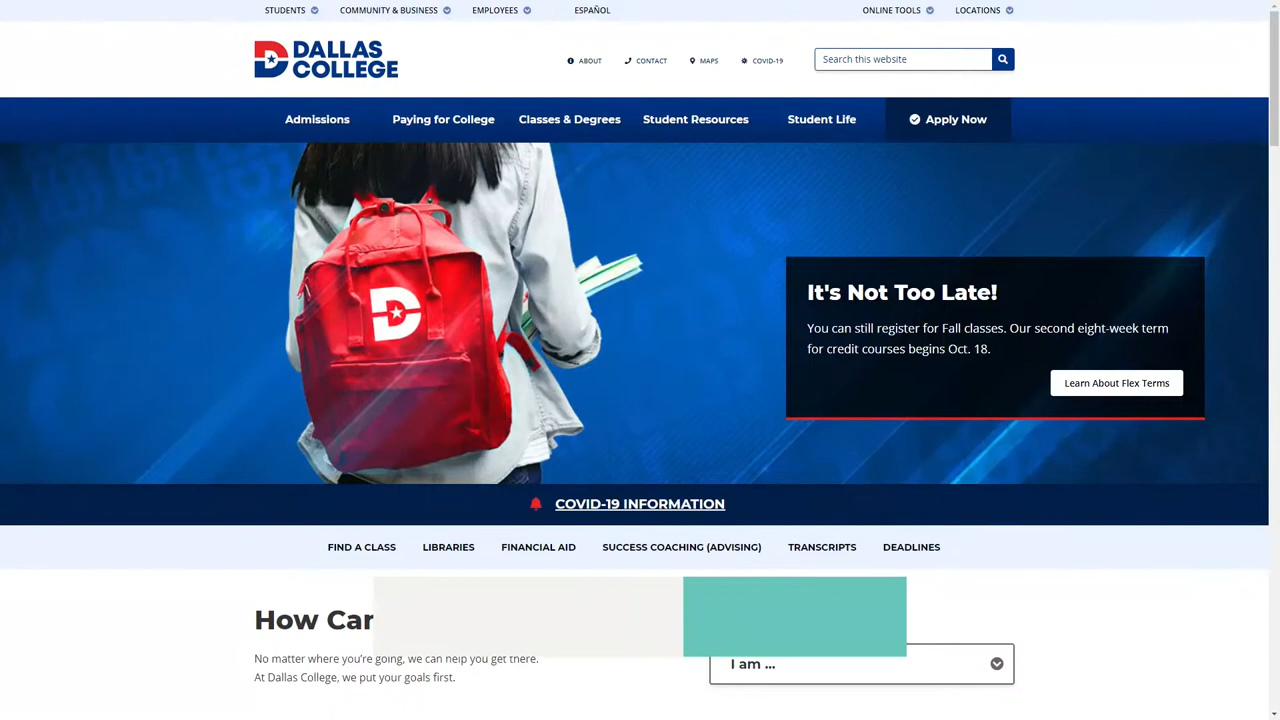 STUDENTS
COMMUNITY & BUSINESS
EMPLOYEES
ESPAÑOL
ONLINE TOOLS
LOCATIONS
DALLAS
COLLEGE
ABOUT
CONTACT
MAPS
COVID-19
Search this website
Admissions
Paying for College
Classes & Degrees
Student Resources
Student Life
Apply Now
It's Not Too Late!
You can still register for Fall classes. Our second eight-week term
for credit courses begins Oct. 18.
Learn About Flex Terms
COVID-19 INFORMATION
FIND A CLASS
LIBRARIES
FINANCIAL AID
SUCCESS COACHING (ADVISING)
TRANSCRIPTS
DEADLINES
How Can
No matter where you're going, we can help you get there.
At Dallas College, we put your goals first.
I am ...